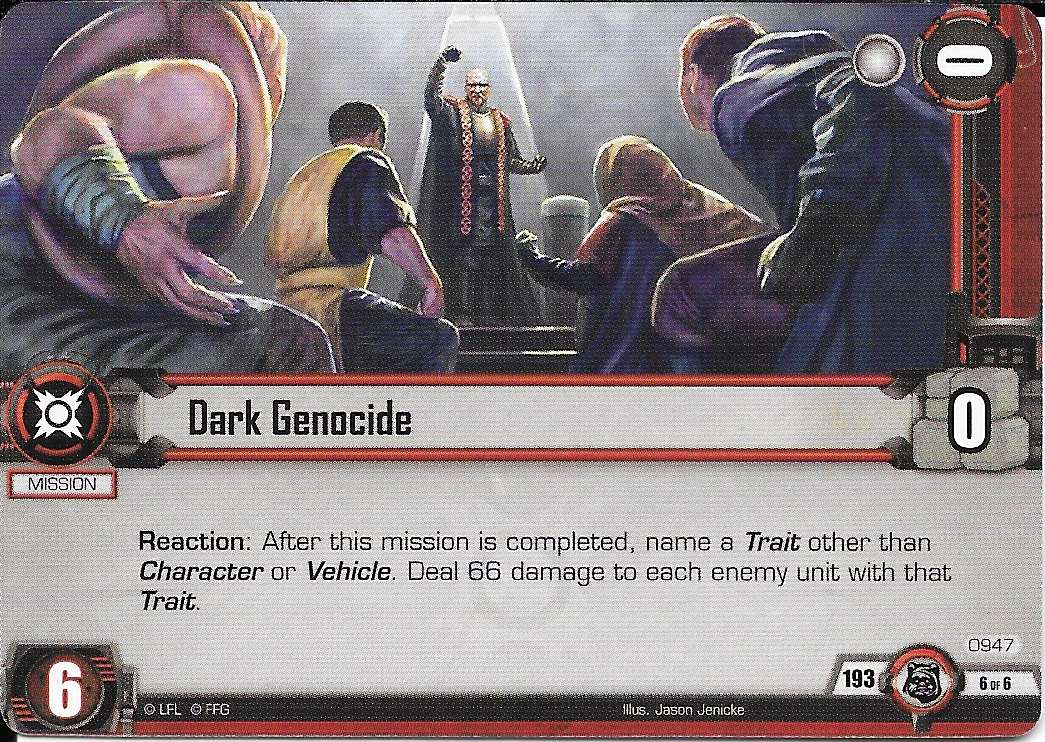 0
Dark Genocide
0
MISSION
Reaction: After this mission is completed, name a Trait other than
Character or Vehicle. Deal 66 damage to each enemy unit with that
Trait.
0947
6
193
6 OF 6
© LFL © FFG
Illus. Jason Jenicke